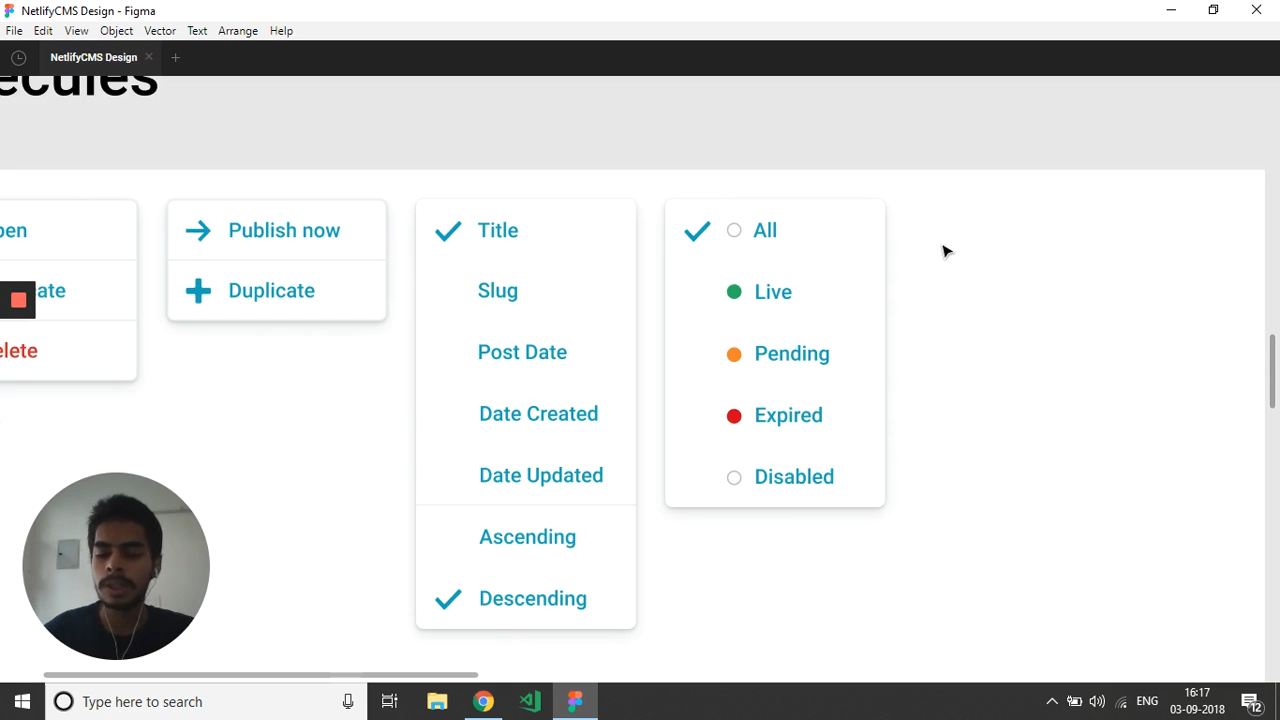 NetlifyCMS Design - Figma
File Edit View Object Vector Text Arrange Help
NetlifyCMS Design
ecules
pen
ate
elete
Publish now
Duplicate
Title
Slug
Post Date
Date Created
Date Updated
Ascending
Descending
All
Live
Pending
Expired
Disabled
Type here to search
ENG
16:17
03-09-2018
12